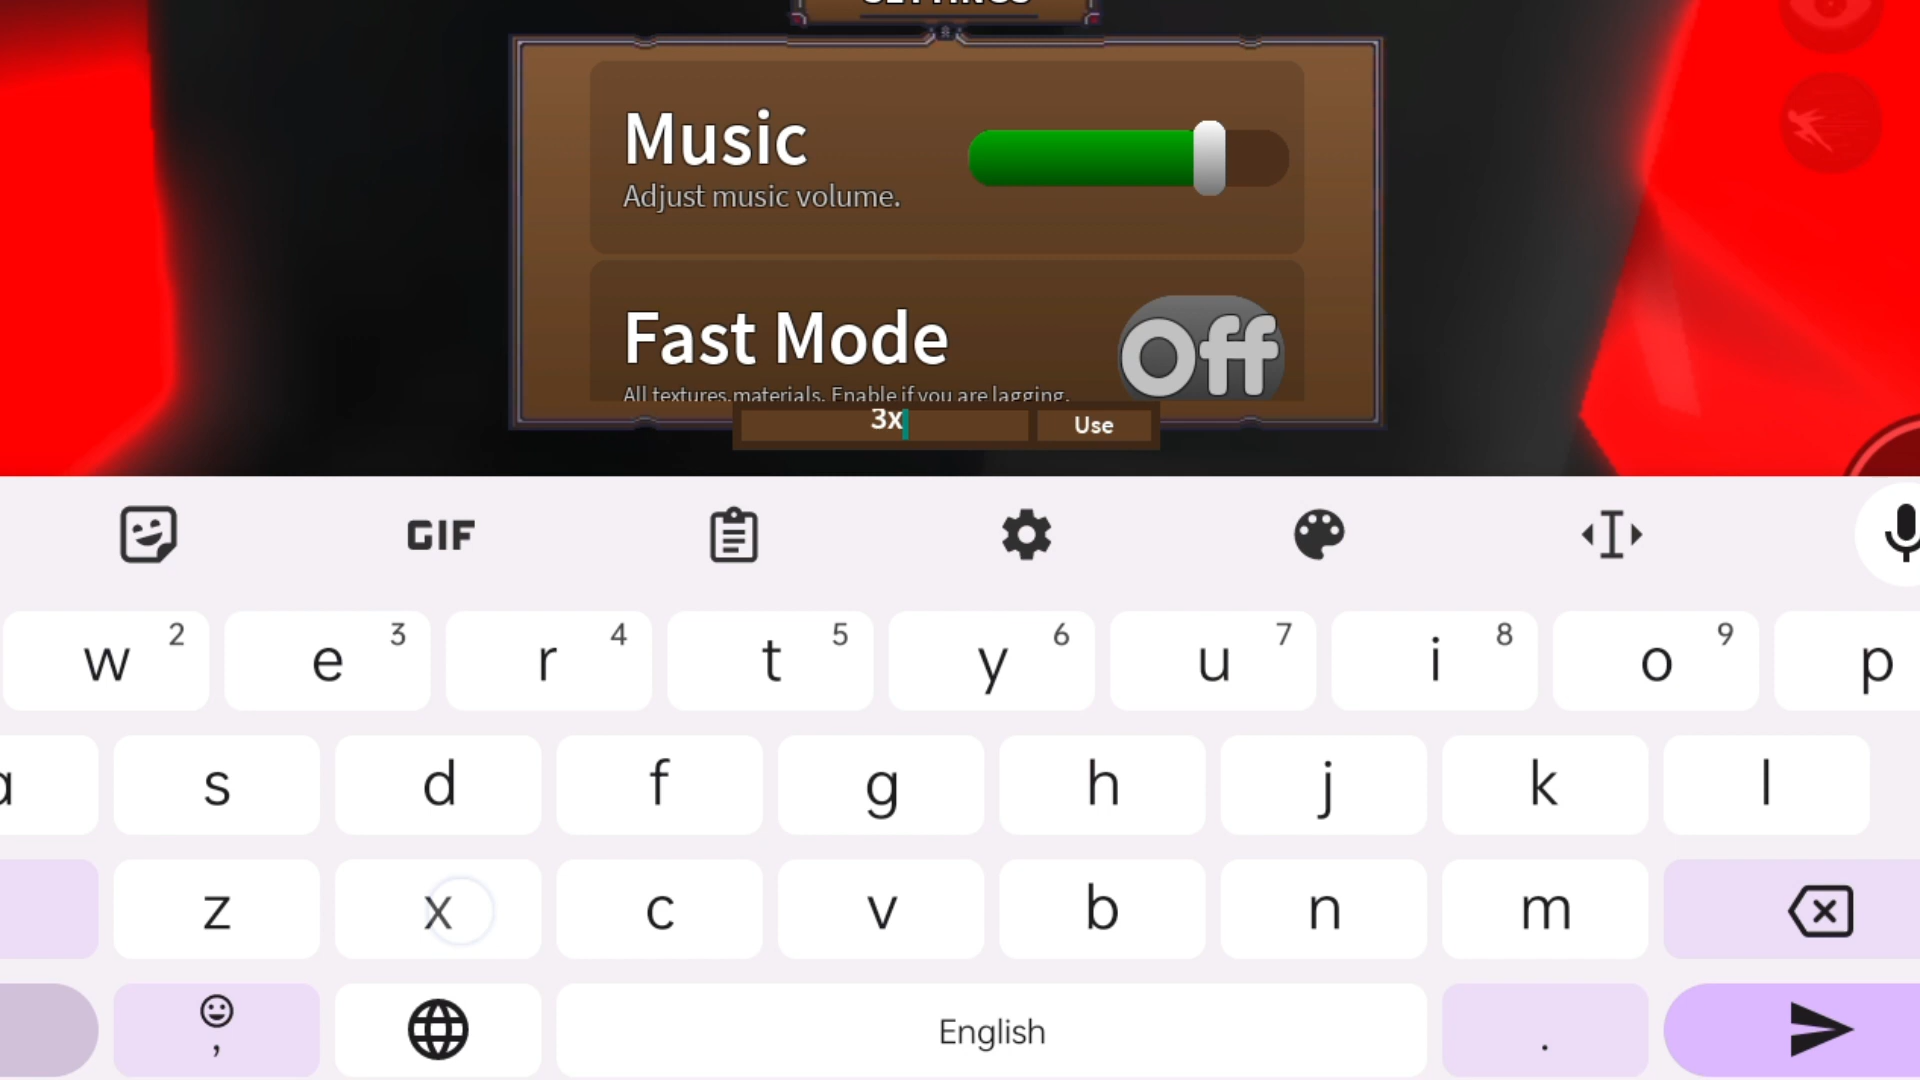 SETTINGS
Music
Adjust music volume.
Fast Mode
Off
All textures,materials. Enable if you are lagging.
3x
Use
GIF
w 2 e 3 r 4 t 5 y 6 u 7 i 8 o 9 p
a s d f g h j k l
z x c v b n m
, English .